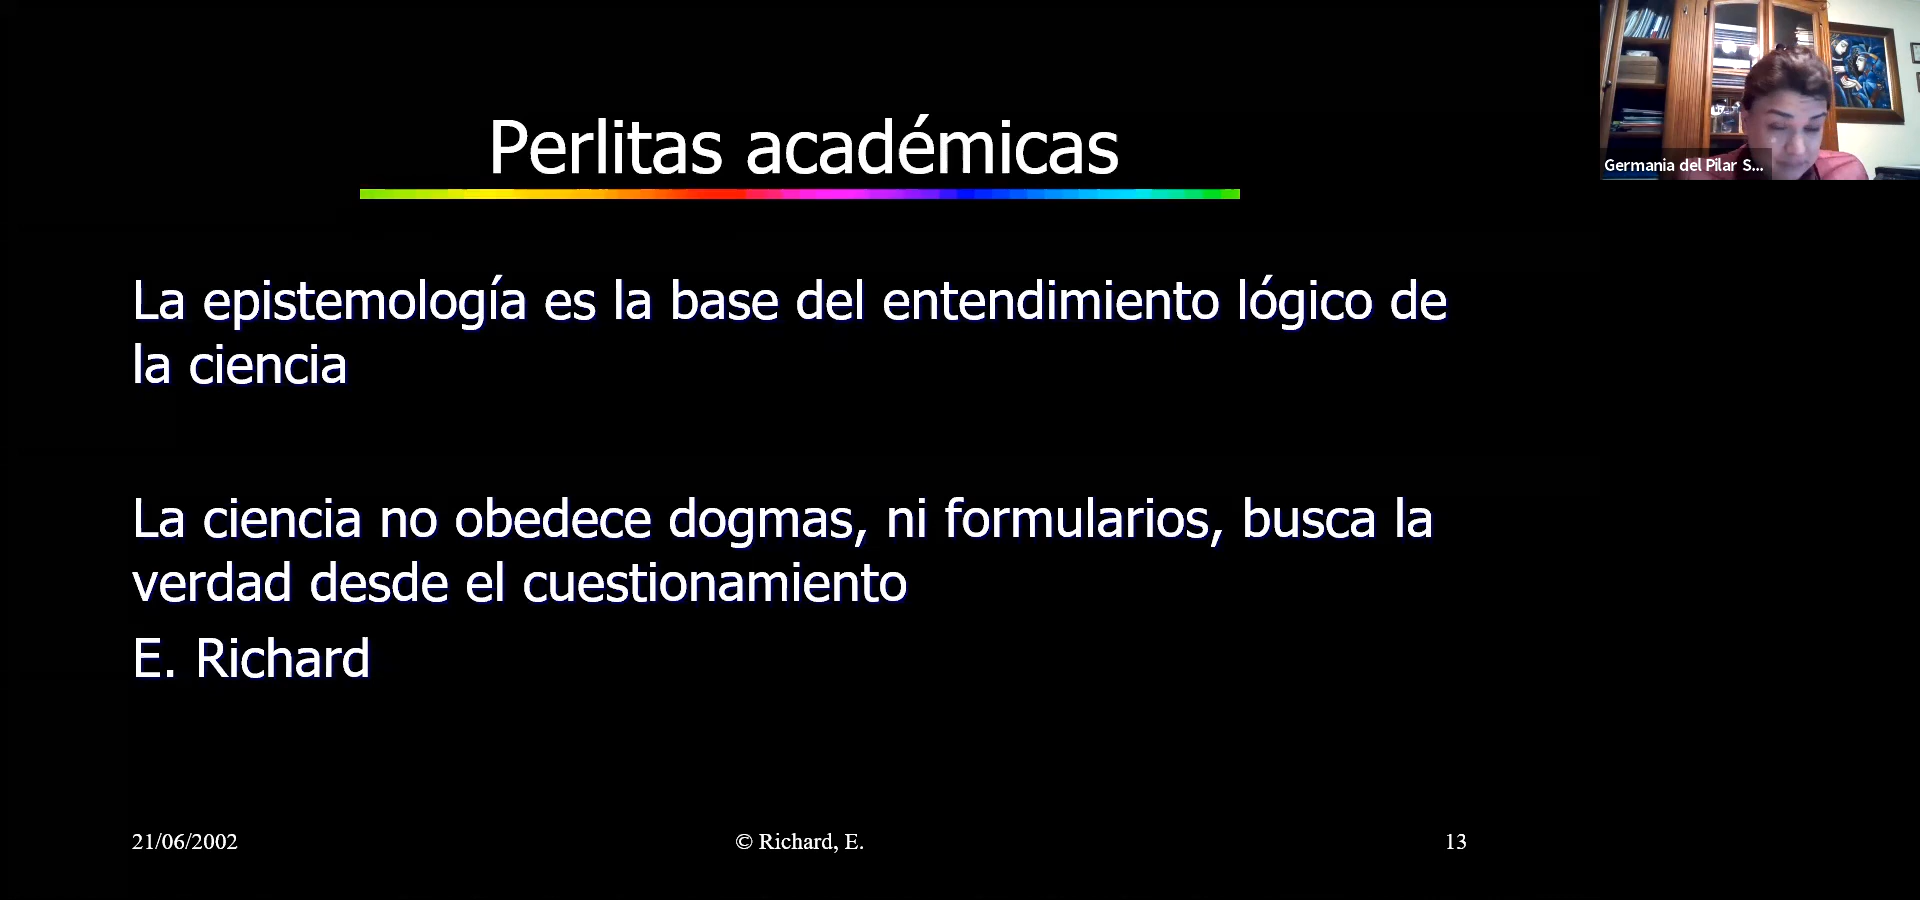 Perlitas académicas
La epistemología es la base del entendimiento lógico de
la ciencia
La ciencia no obedece dogmas, ni formularios, busca la
verdad desde el cuestionamiento
E. Richard
21/06/2002
© Richard, E.
13
Germania del Pilar S...